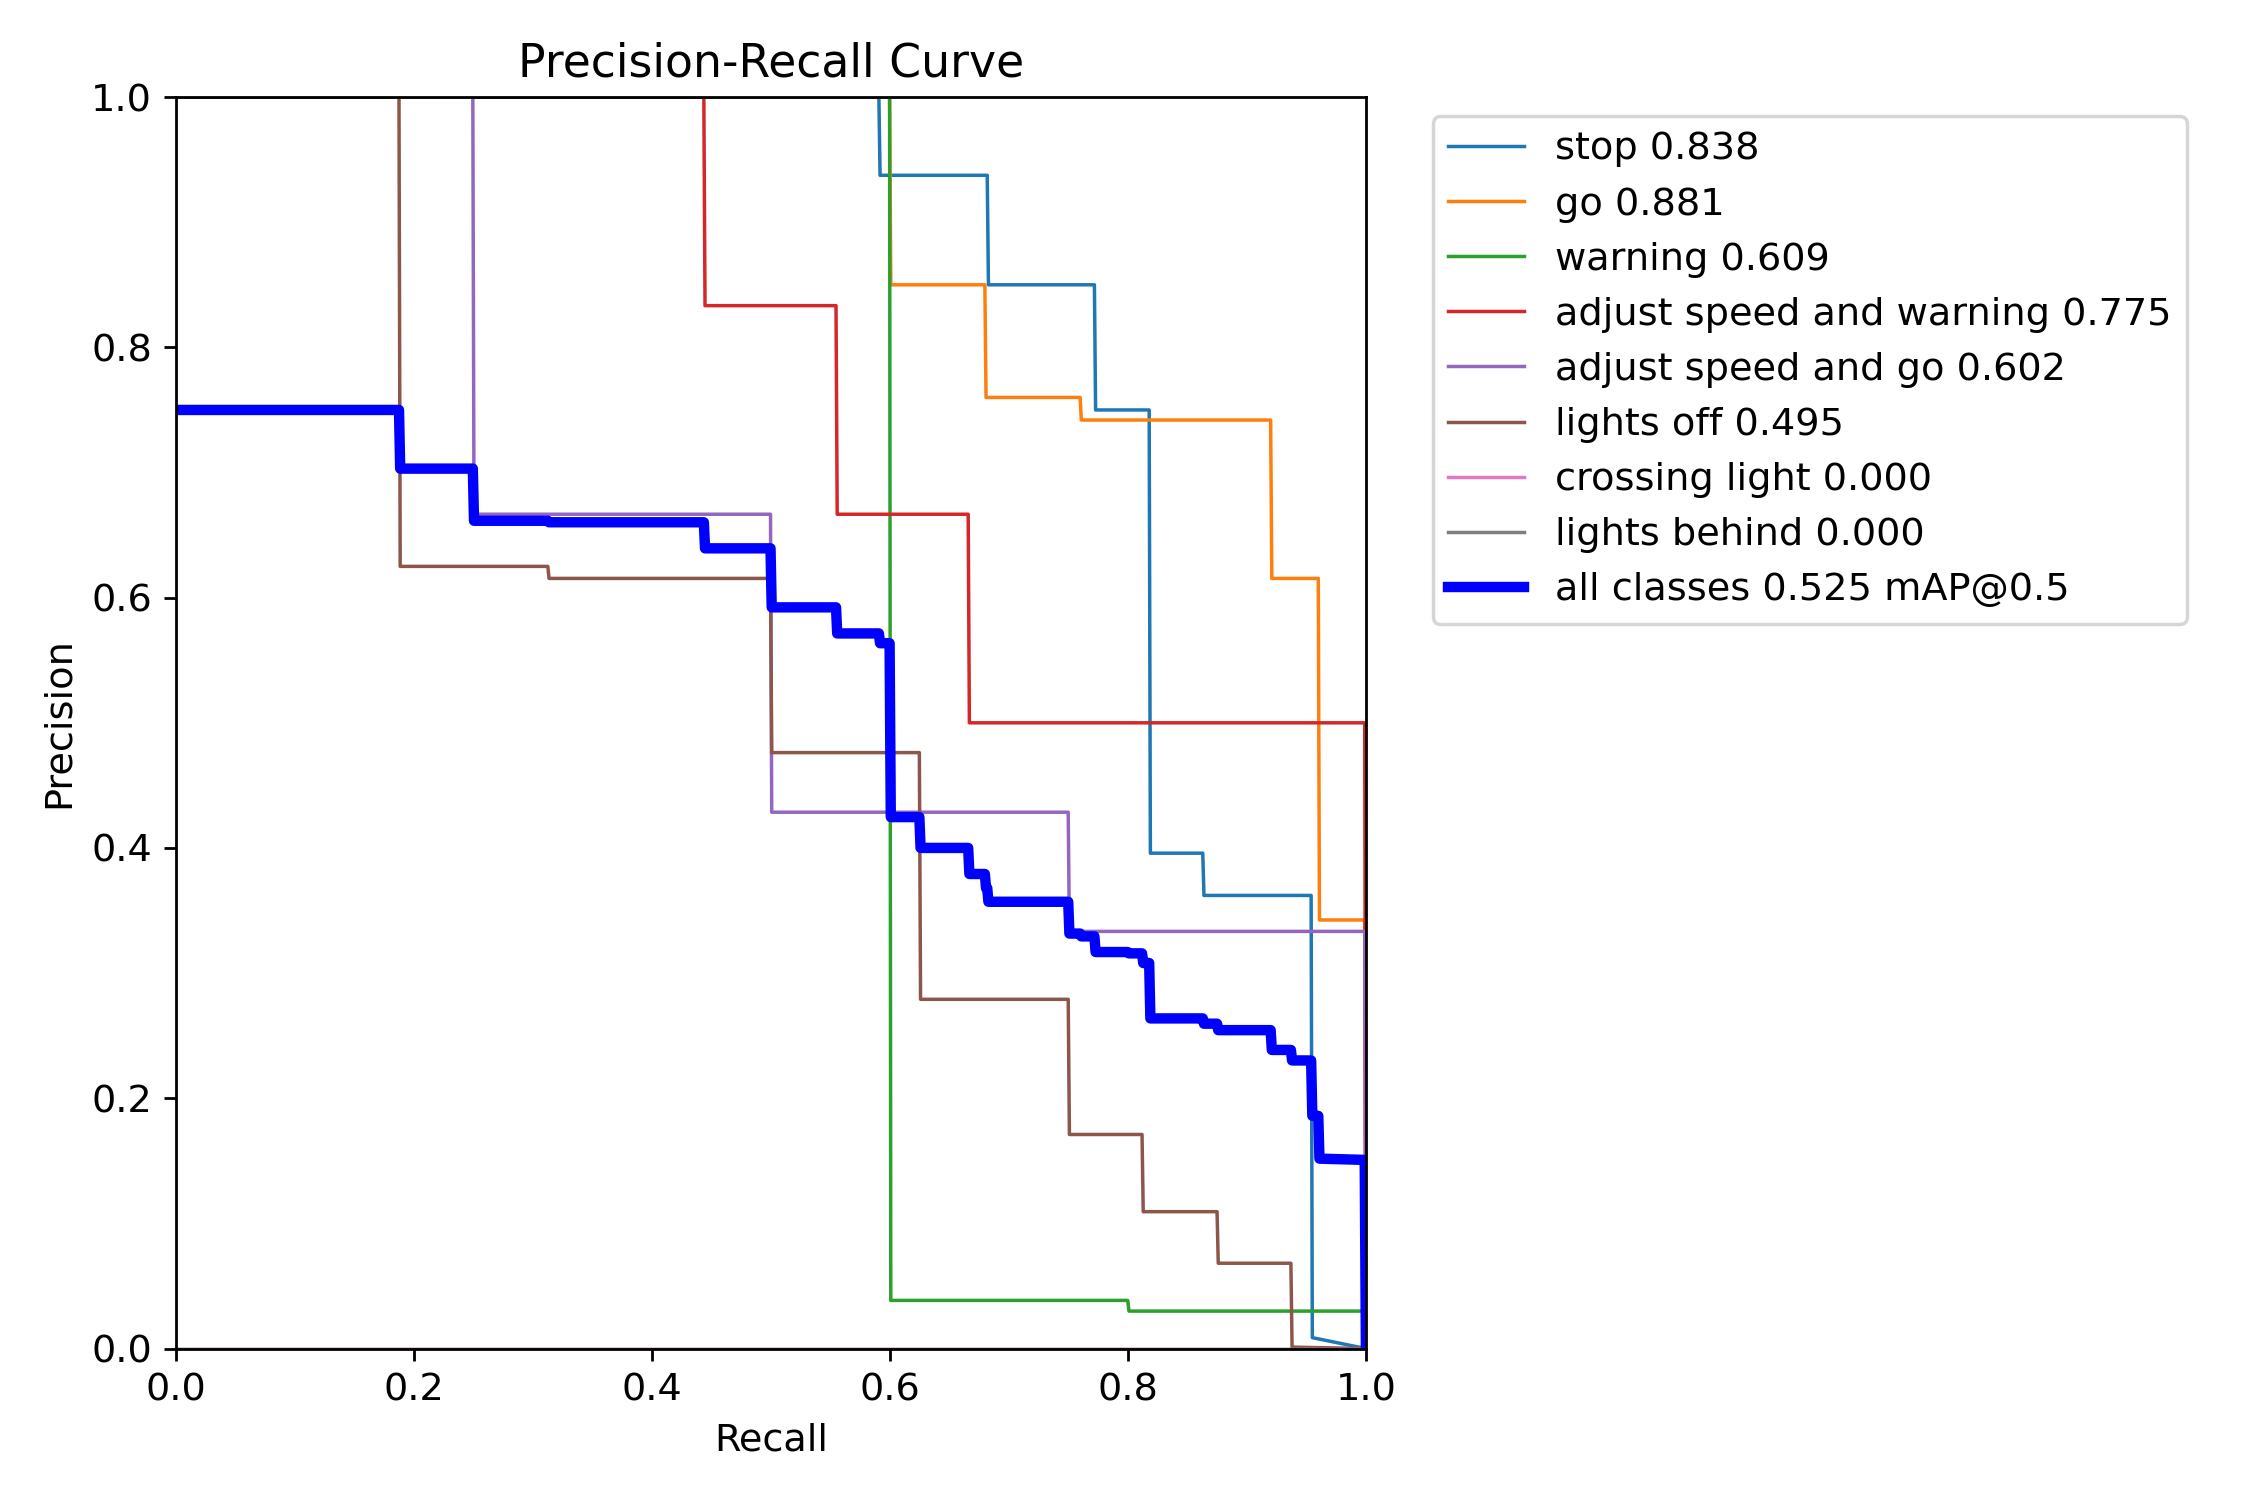 Precision-Recall Curve
1.0
0.8
0.6
0.4
0.2
0.0
Precision
0.0 0.2 0.4 0.6 0.8 1.0
Recall
stop 0.838
go 0.881
warning 0.609
adjust speed and warning 0.775
adjust speed and go 0.602
lights off 0.495
crossing light 0.000
lights behind 0.000
all classes 0.525 mAP@0.5